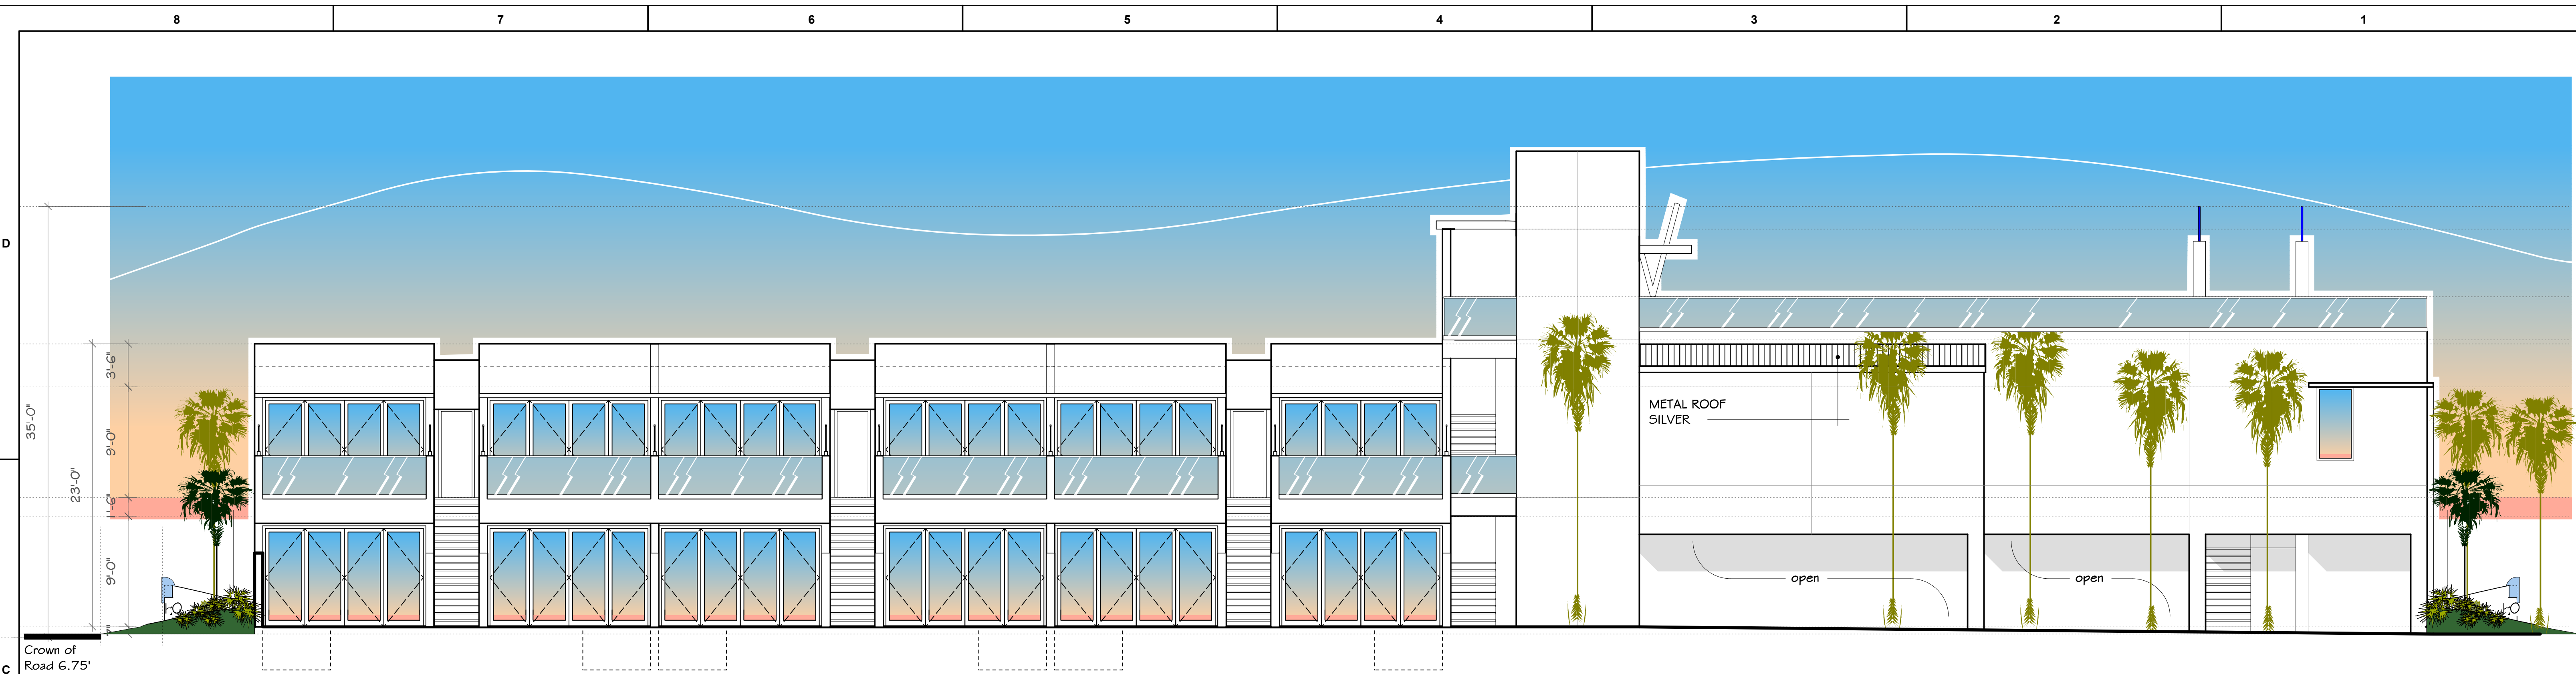 8 7 6 5 4 3 2 1
D
35'-0"
23'-0"
3'-6"
9'-0"
1'-6"
9'-0"
METAL ROOF
SILVER
open
open
Crown of
Road 6.75'
C